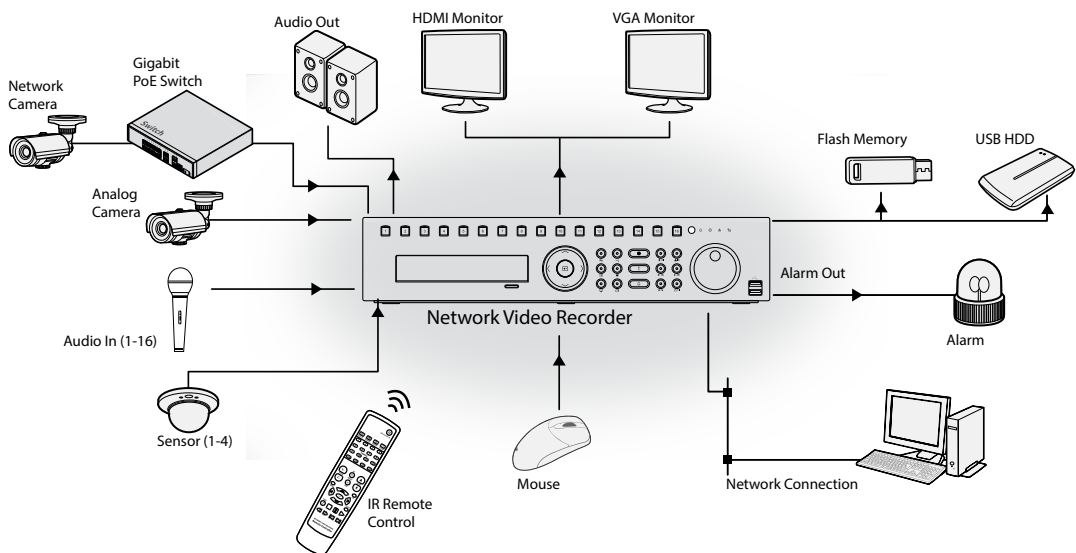 Audio Out
HDMI Monitor
VGA Monitor
Gigabit
PoE Switch
Network
Camera
Switch
Flash Memory
USB HDD
Analog
Camera
Alarm Out
Network Video Recorder
Audio In (1-16)
Alarm
Sensor (1-4)
Mouse
Network Connection
IR Remote
Control